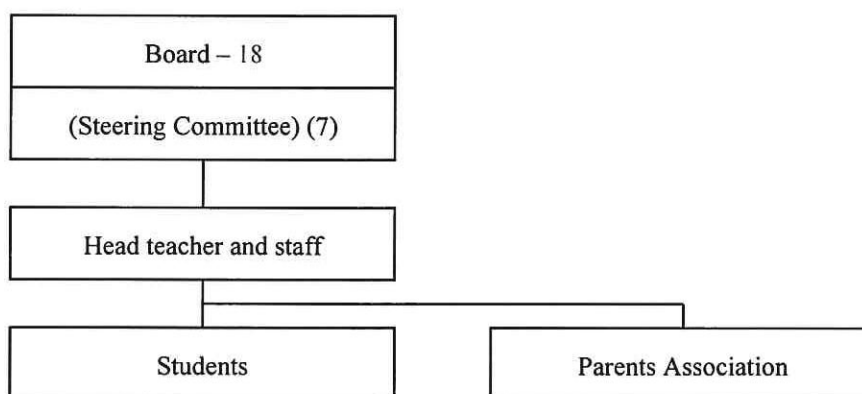 Board – 18
(Steering Committee) (7)
Head teacher and staff
Students
Parents Association